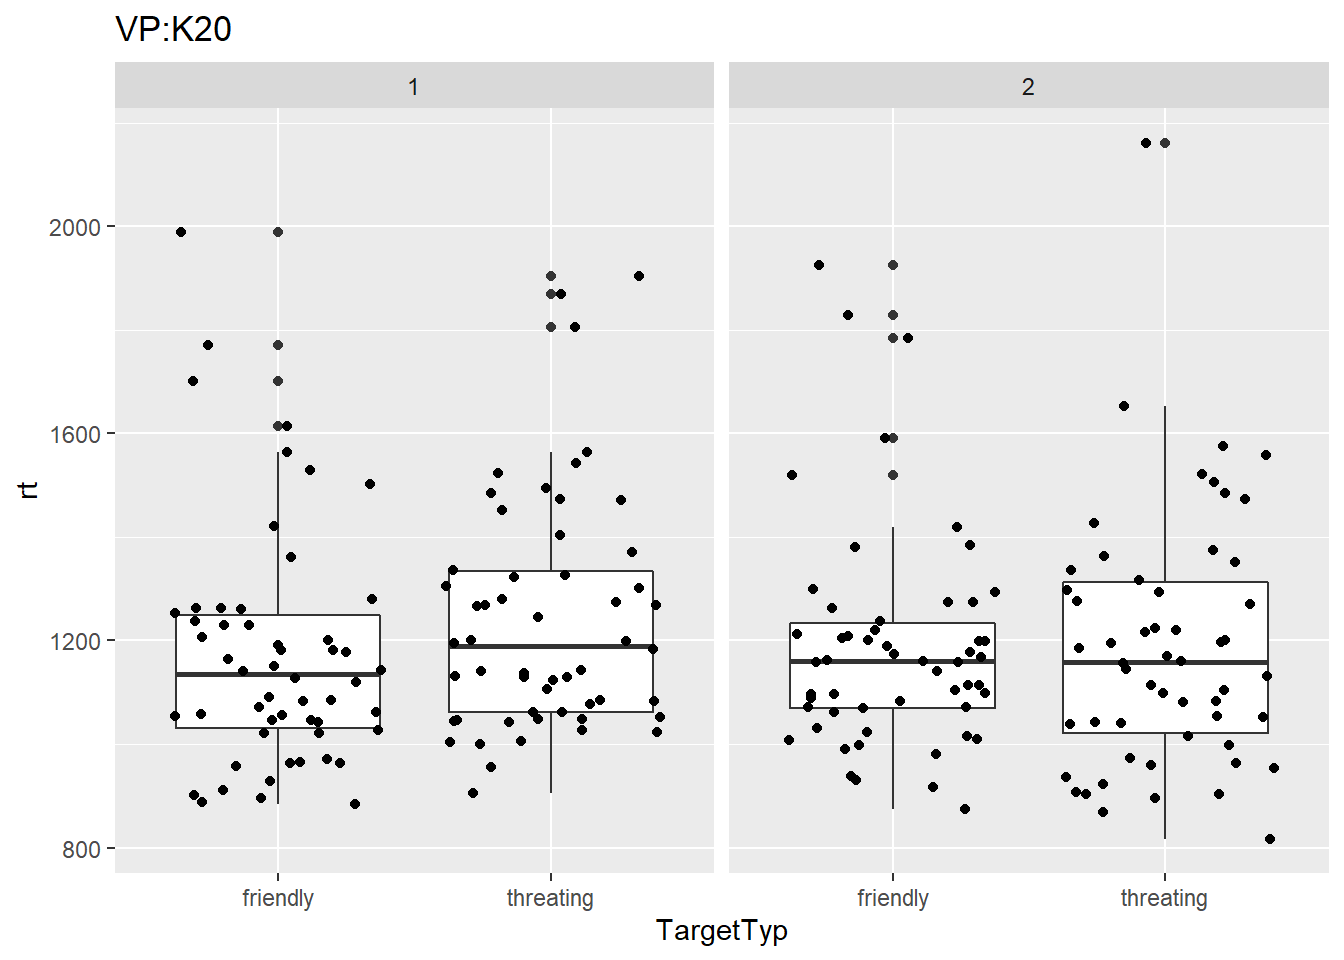 VP:K20
1
2
rt
2000
1600
1200
800
friendly
threating
friendly
threating
TargetTyp